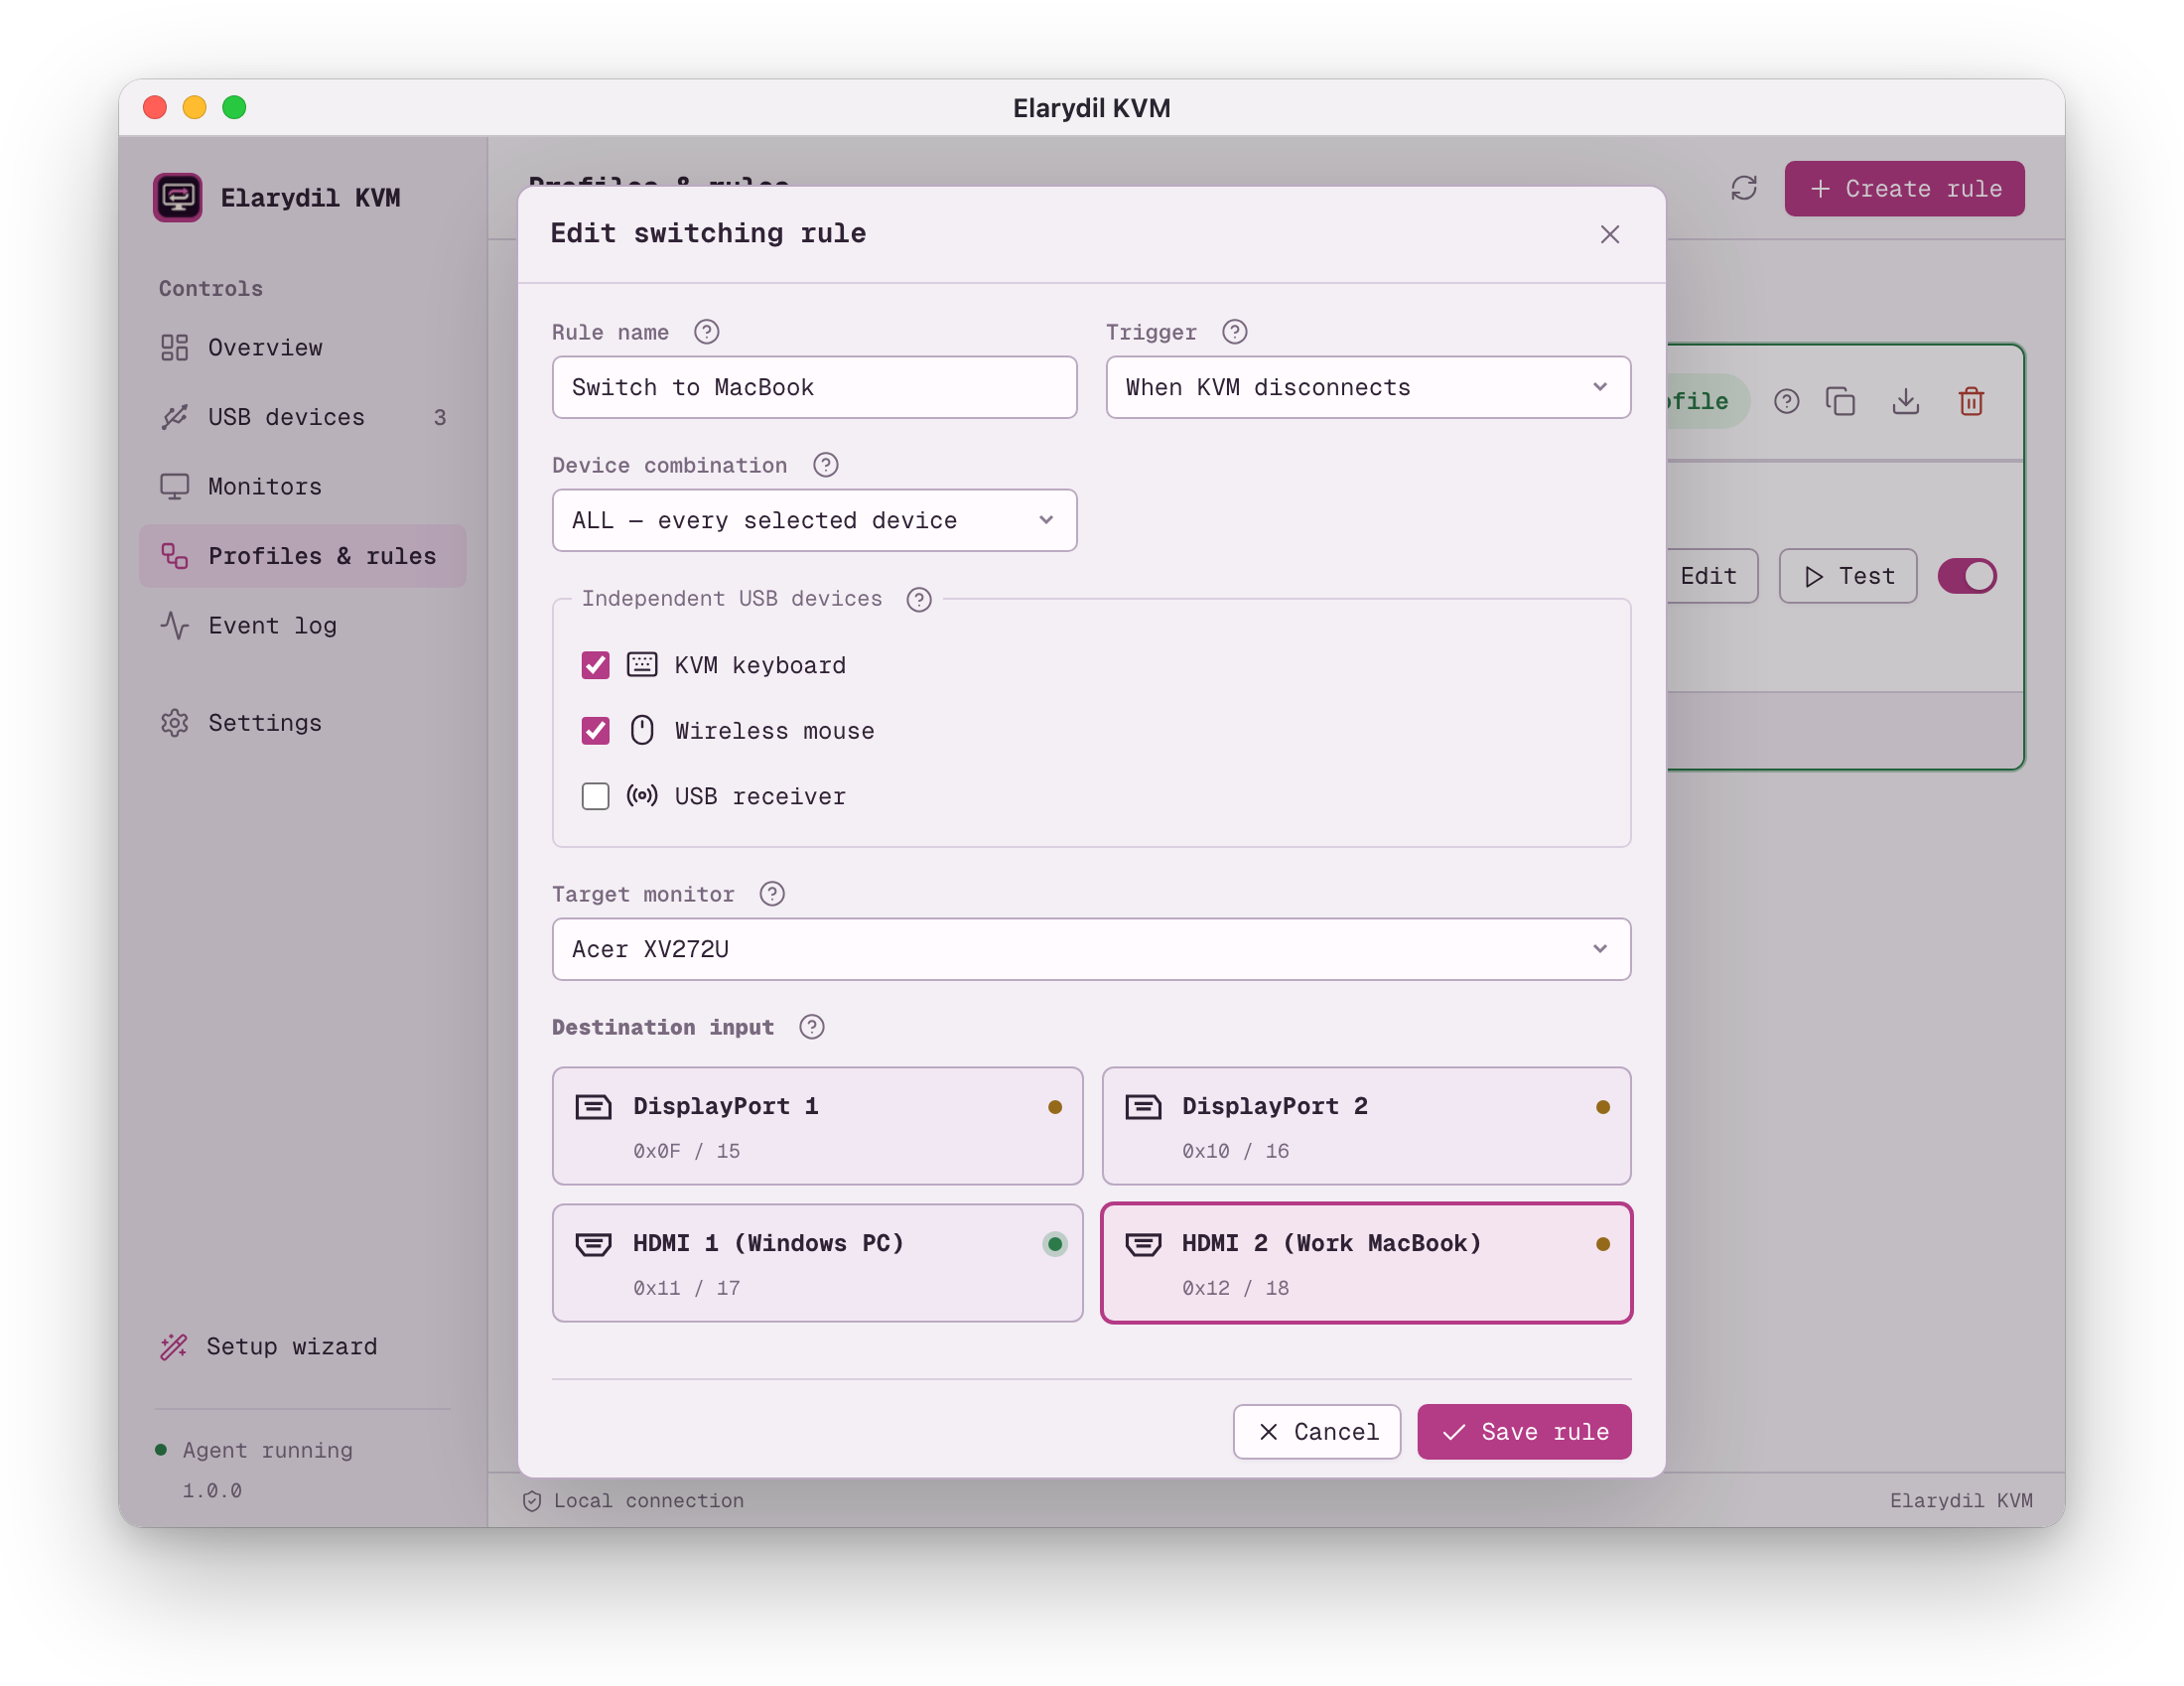 Elarydil KVM
Elarydil KVM
Controls
Overview
USB devices 3
Monitors
Profiles & rules
Event log
Settings
Setup wizard
Agent running
1.0.0
Profiles & rules
Create rule
Edit
Test
Edit switching rule
Rule name
Switch to MacBook
Trigger
When KVM disconnects
Device combination
ALL — every selected device
Independent USB devices
KVM keyboard
Wireless mouse
USB receiver
Target monitor
Acer XV272U
Destination input
DisplayPort 1
0x0F / 15
DisplayPort 2
0x10 / 16
HDMI 1 (Windows PC)
0x11 / 17
HDMI 2 (Work MacBook)
0x12 / 18
Cancel
Save rule
Local connection
Elarydil KVM